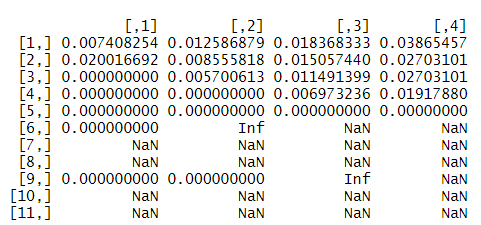 [,1] [,2] [,3] [,4]
[1,] 0.007408254 0.012586879 0.018368333 0.03865457
[2,] 0.020016692 0.008555818 0.015057440 0.02703101
[3,] 0.000000000 0.005700613 0.011491399 0.02703101
[4,] 0.000000000 0.000000000 0.006973236 0.01917880
[5,] 0.000000000 0.000000000 0.000000000 0.00000000
[6,] 0.000000000 Inf NaN NaN
[7,] NaN NaN NaN NaN
[8,] NaN NaN NaN NaN
[9,] 0.000000000 0.000000000 Inf NaN
[10,] NaN NaN NaN NaN
[11,] NaN NaN NaN NaN